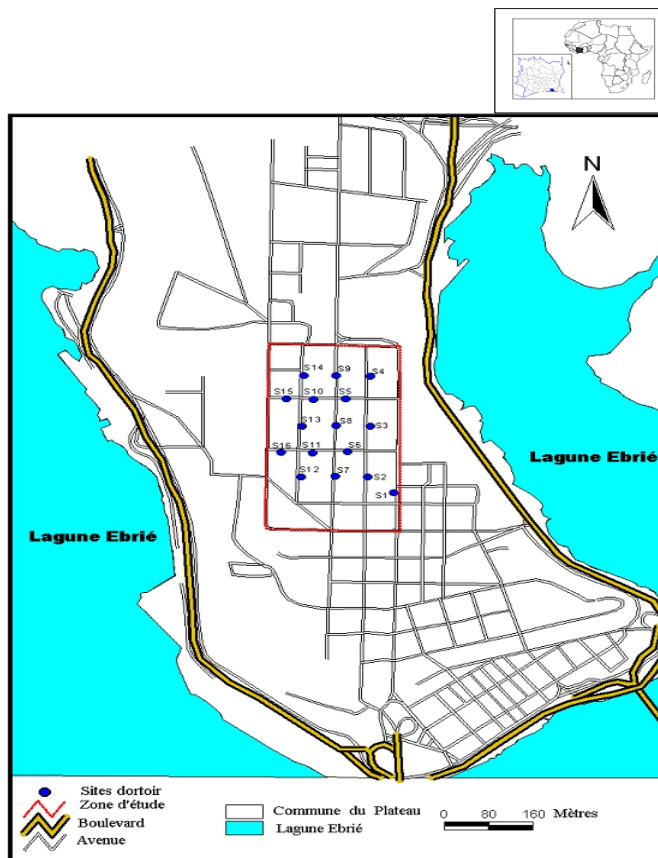 N
S14
S9
S4
S15
S10
S5
S13
S8
S3
S16
S11
S6
S12
S7
S2
S1
Lagune Ebrié
Lagune Ebrié
Sites dortoir
Zone d'étude
Boulevard
Avenue
Commune du Plateau
Lagune Ebrié
0 80 160 Mètres